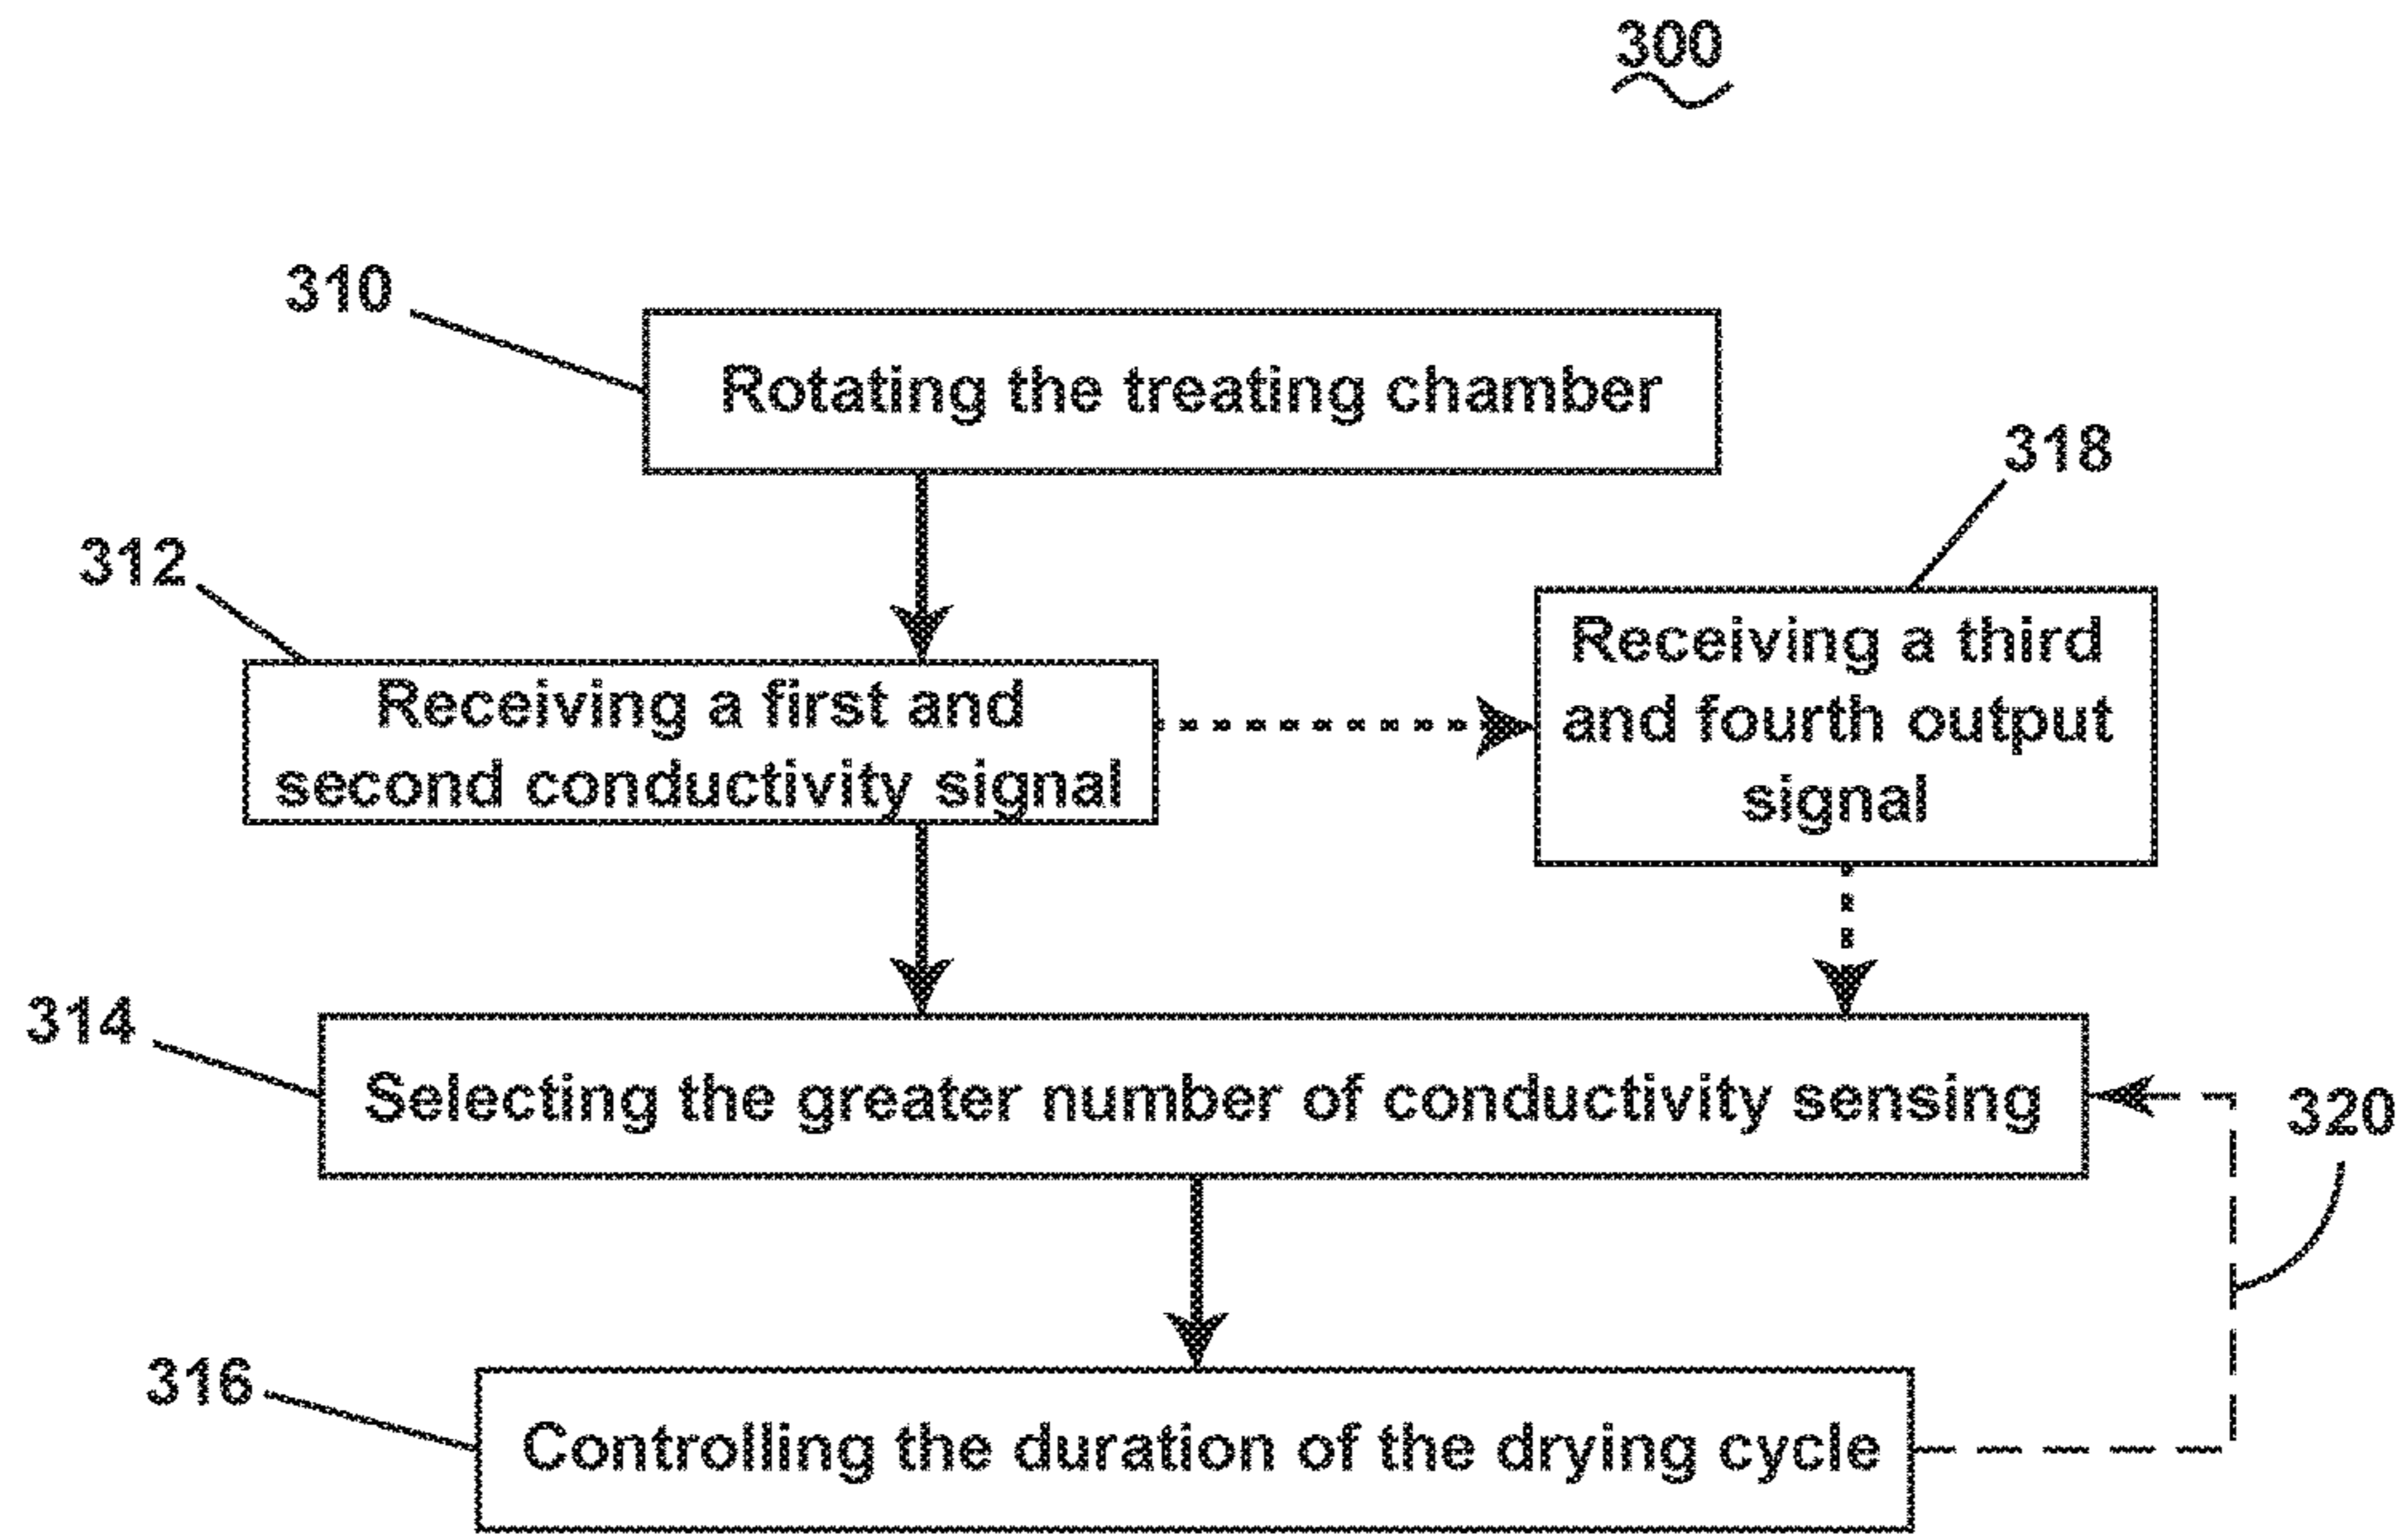 300
310
Rotating the treating chamber
318
312
Receiving a first and
second conductivity signal
Receiving a third
and fourth output
signal
314
Selecting the greater number of conductivity sensing
320
316
Controlling the duration of the drying cycle